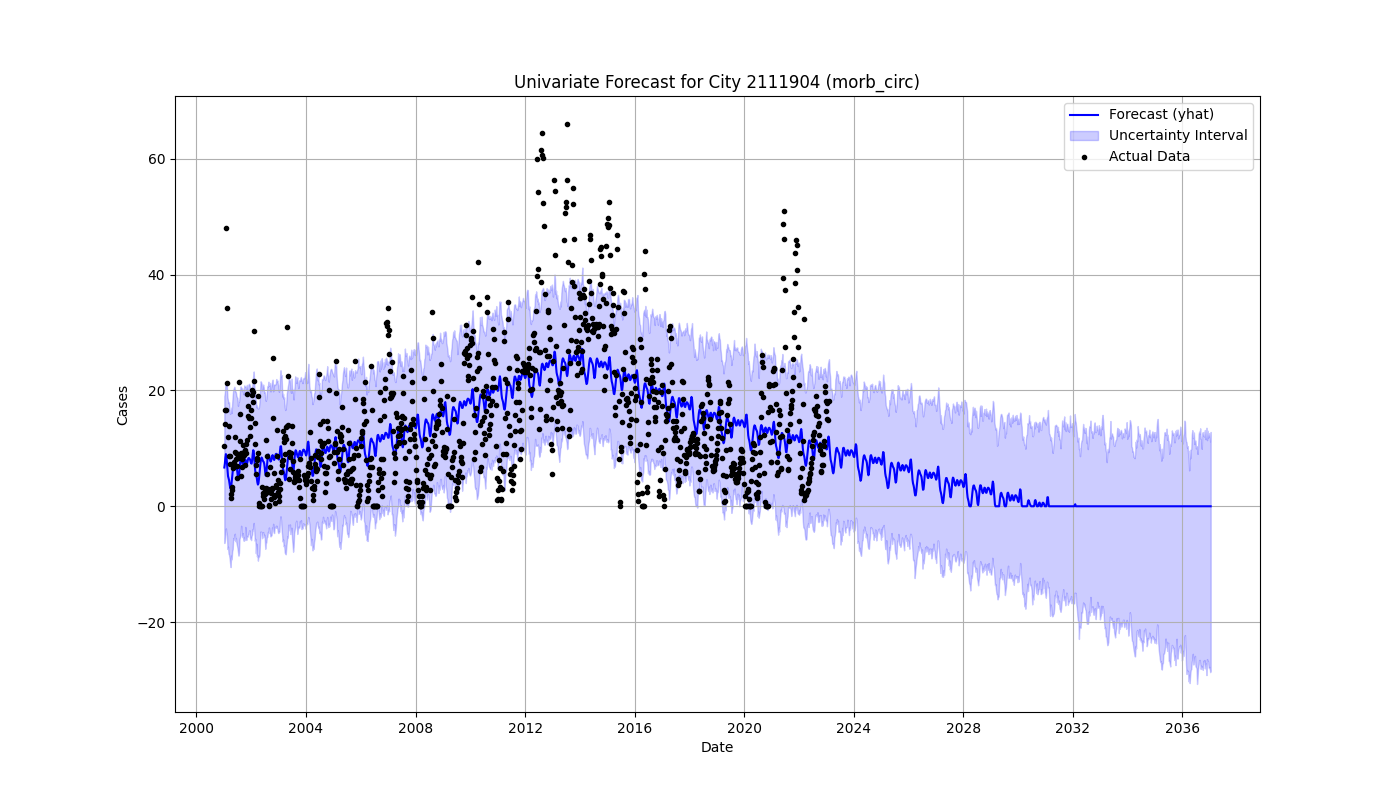 Univariate Forecast for City 2111904 (morb_circ)
Forecast (yhat)
Uncertainty Interval
Actual Data
Cases
60
40
20
0
−20
2000 2004 2008 2012 2016 2020 2024 2028 2032 2036
Date